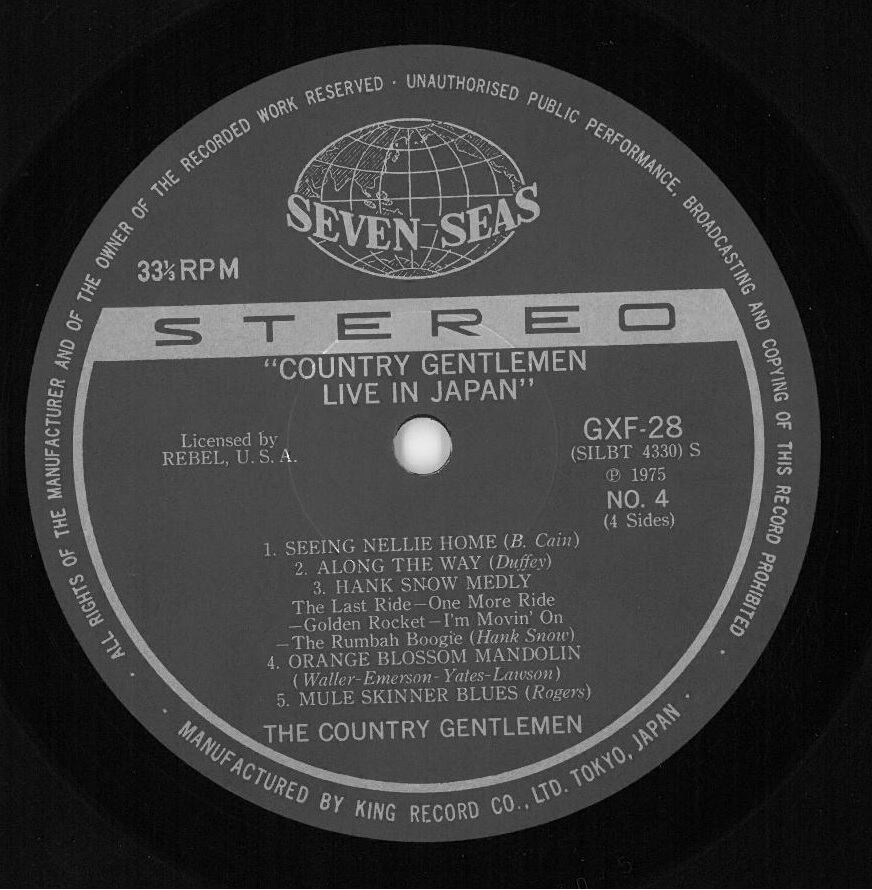 ALL RIGHTS OF THE MANUFACTURER AND OF THE OWNER OF THE RECORDED WORK RESERVED · UNAUTHORISED PUBLIC PERFORMANCE, BROADCASTING AND COPYING OF THIS RECORD PROHIBITED ·
SEVEN SEAS
33⅓ RPM
STEREO
"COUNTRY GENTLEMEN
LIVE IN JAPAN"
Licensed by
REBEL, U. S. A.
GXF-28
(SILBT 4330) S
℗ 1975
NO. 4
(4 Sides)
1. SEEING NELLIE HOME (B. Cain)
2. ALONG THE WAY (Duffey)
3. HANK SNOW MEDLY
The Last Ride—One More Ride
—Golden Rocket—I'm Movin' On
—The Rumbah Boogie (Hank Snow)
4. ORANGE BLOSSOM MANDOLIN
(Waller-Emerson-Yates-Lawson)
5. MULE SKINNER BLUES (Rogers)
THE COUNTRY GENTLEMEN
· MANUFACTURED BY KING RECORD CO., LTD. TOKYO, JAPAN ·